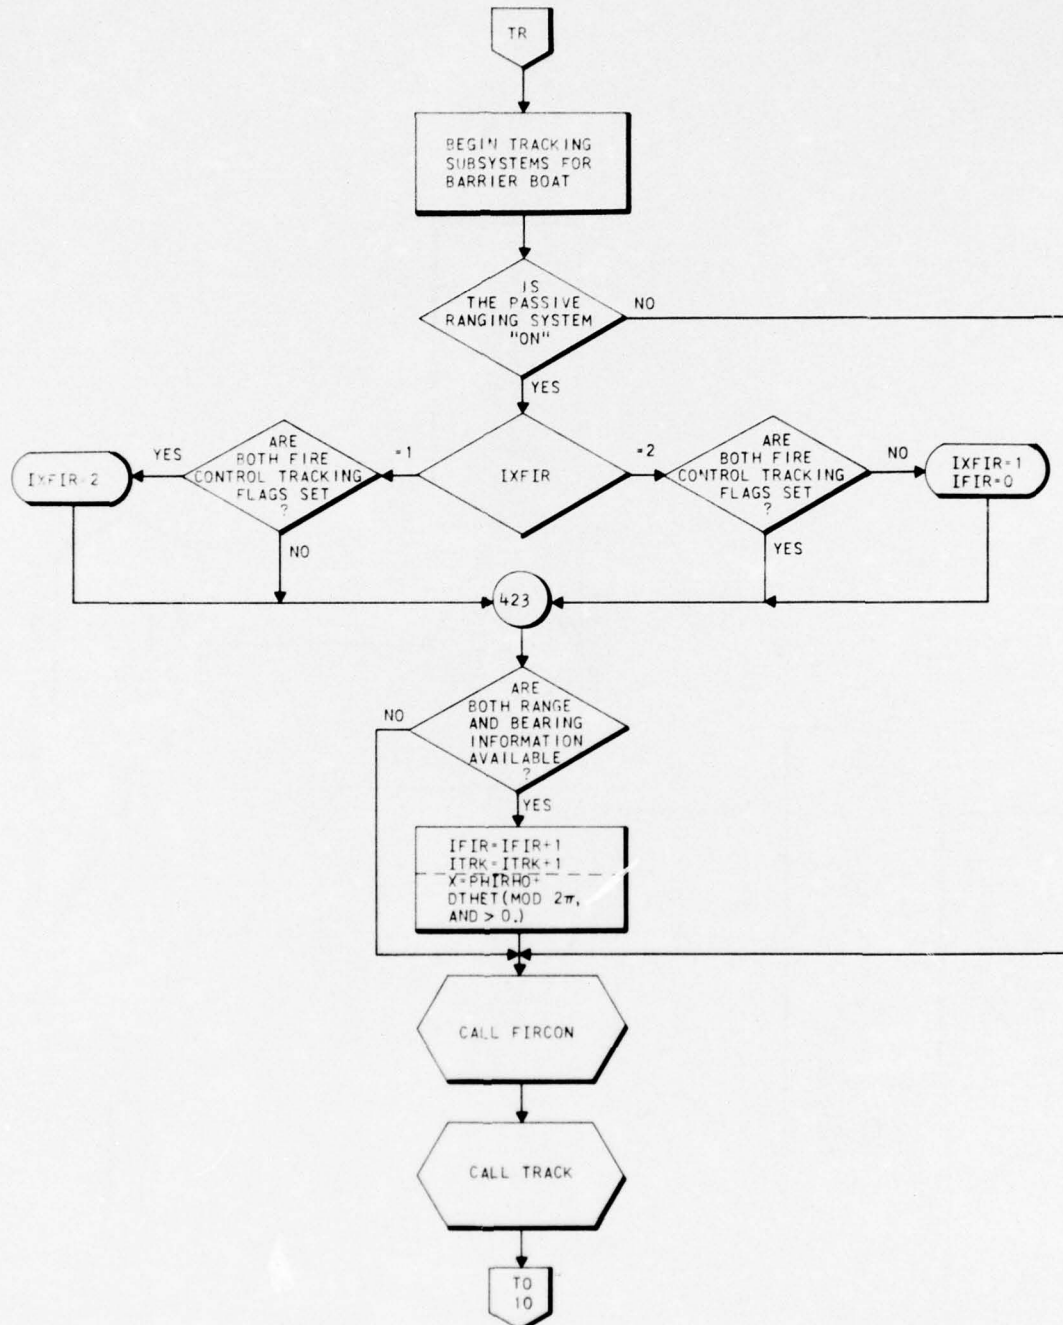 TR
BEGIN TRACKING
SUBSYSTEMS FOR
BARRIER BOAT
IS
THE PASSIVE
RANGING SYSTEM
"ON"
NO
YES
IXFIR
=1
=2
ARE
BOTH FIRE
CONTROL TRACKING
FLAGS SET
?
YES
NO
IXFIR=2
ARE
BOTH FIRE
CONTROL TRACKING
FLAGS SET
?
NO
YES
IXFIR=1
IFIR=0
423
ARE
BOTH RANGE
AND BEARING
INFORMATION
AVAILABLE
?
NO
YES
IFIR=IFIR+1
ITRK=ITRK+1
X=PHIRHO+
DTHET(MOD 2π,
AND > 0.)
CALL FIRCON
CALL TRACK
TO
10